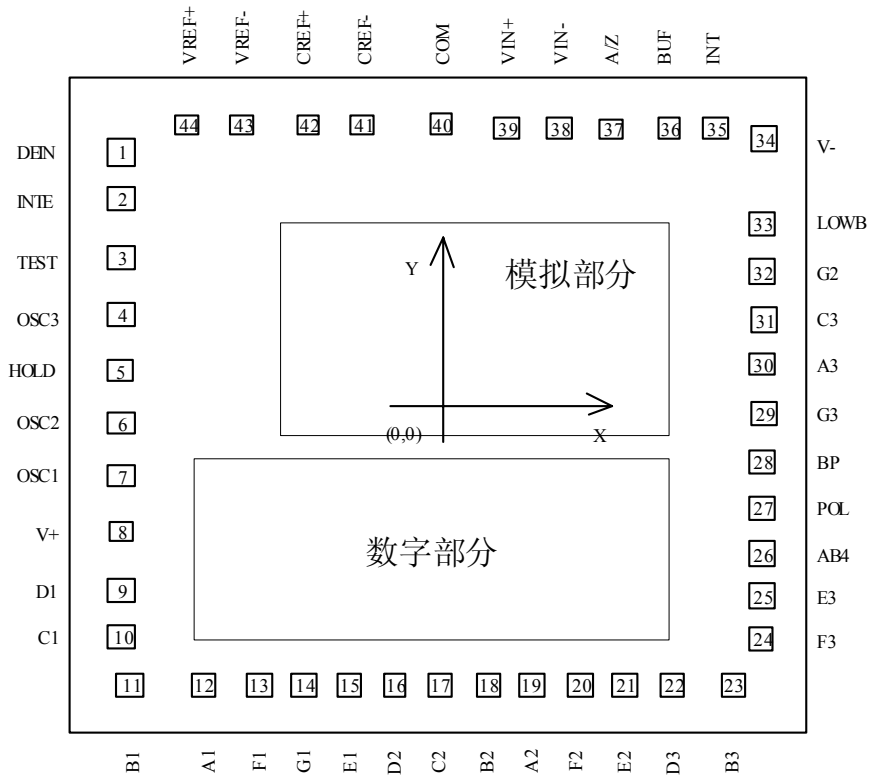 VREF+ VREF- CREF+ CREF- COM VIN+ VIN- A/Z BUF INT
44 43 42 41 40 39 38 37 36 35
34 V-
DEIN 1
INTE 2
33 LOWB
TEST 3
Y
模拟部分
32 G2
OSC3 4
31 C3
HOLD 5
30 A3
OSC2 6
(0,0)
X
29 G3
OSC1 7
28 BP
27 POL
V+ 8
数字部分
26 AB4
D1 9
25 E3
C1 10
24 F3
11 12 13 14 15 16 17 18 19 20 21 22 23
B1 A1 F1 G1 E1 D2 C2 B2 A2 F2 E2 D3 B3